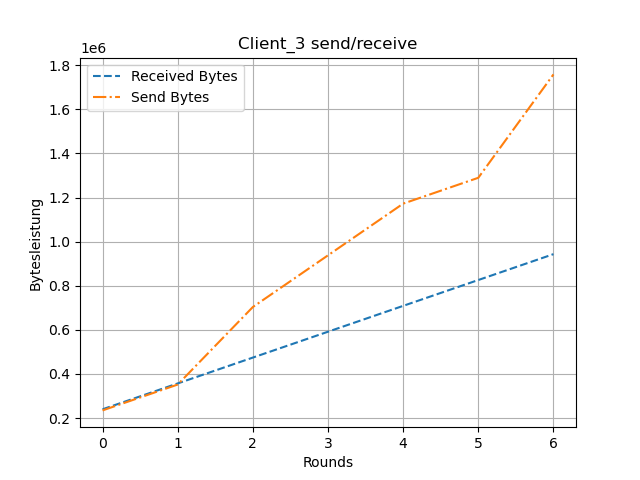 Client_3 send/receive
1e6
Received Bytes
Send Bytes
1.8
1.6
1.4
1.2
1.0
0.8
0.6
0.4
0.2
Bytesleistung
0 1 2 3 4 5 6
Rounds